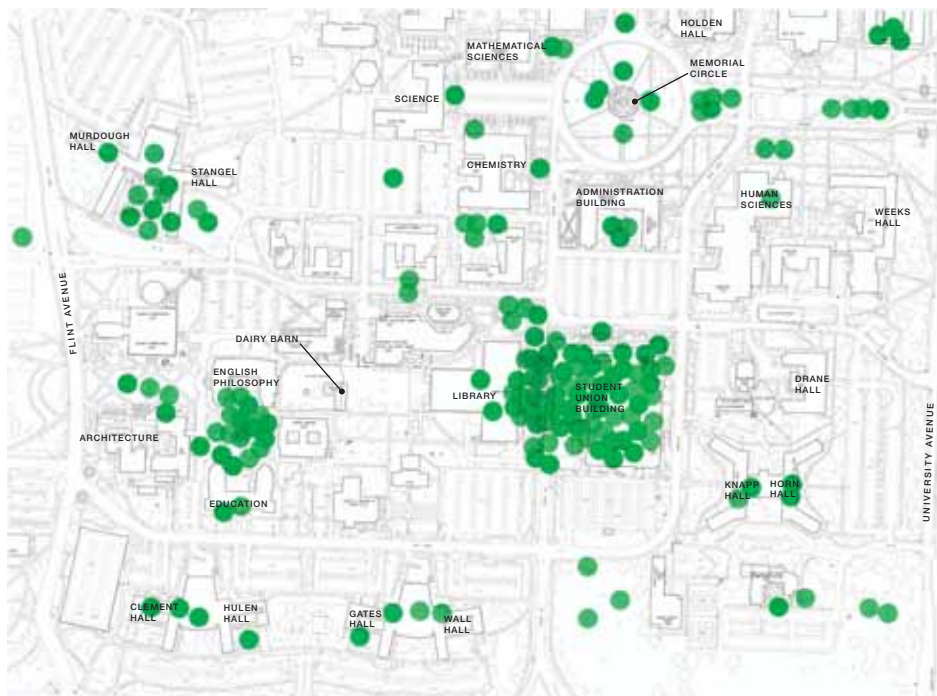 HOLDEN
HALL
MATHEMATICAL
SCIENCES
MEMORIAL
CIRCLE
SCIENCE
MURDOUGH
HALL
STANGEL
HALL
CHEMISTRY
ADMINISTRATION
BUILDING
HUMAN
SCIENCES
WEEKS
HALL
FLINT AVENUE
DAIRY BARN
ENGLISH
PHILOSOPHY
LIBRARY
STUDENT
UNION
BUILDING
DRANE
HALL
ARCHITECTURE
UNIVERSITY AVENUE
KNAPP
HALL
HORN
HALL
EDUCATION
CLEMENT
HALL
HULEN
HALL
GATES
HALL
WALL
HALL